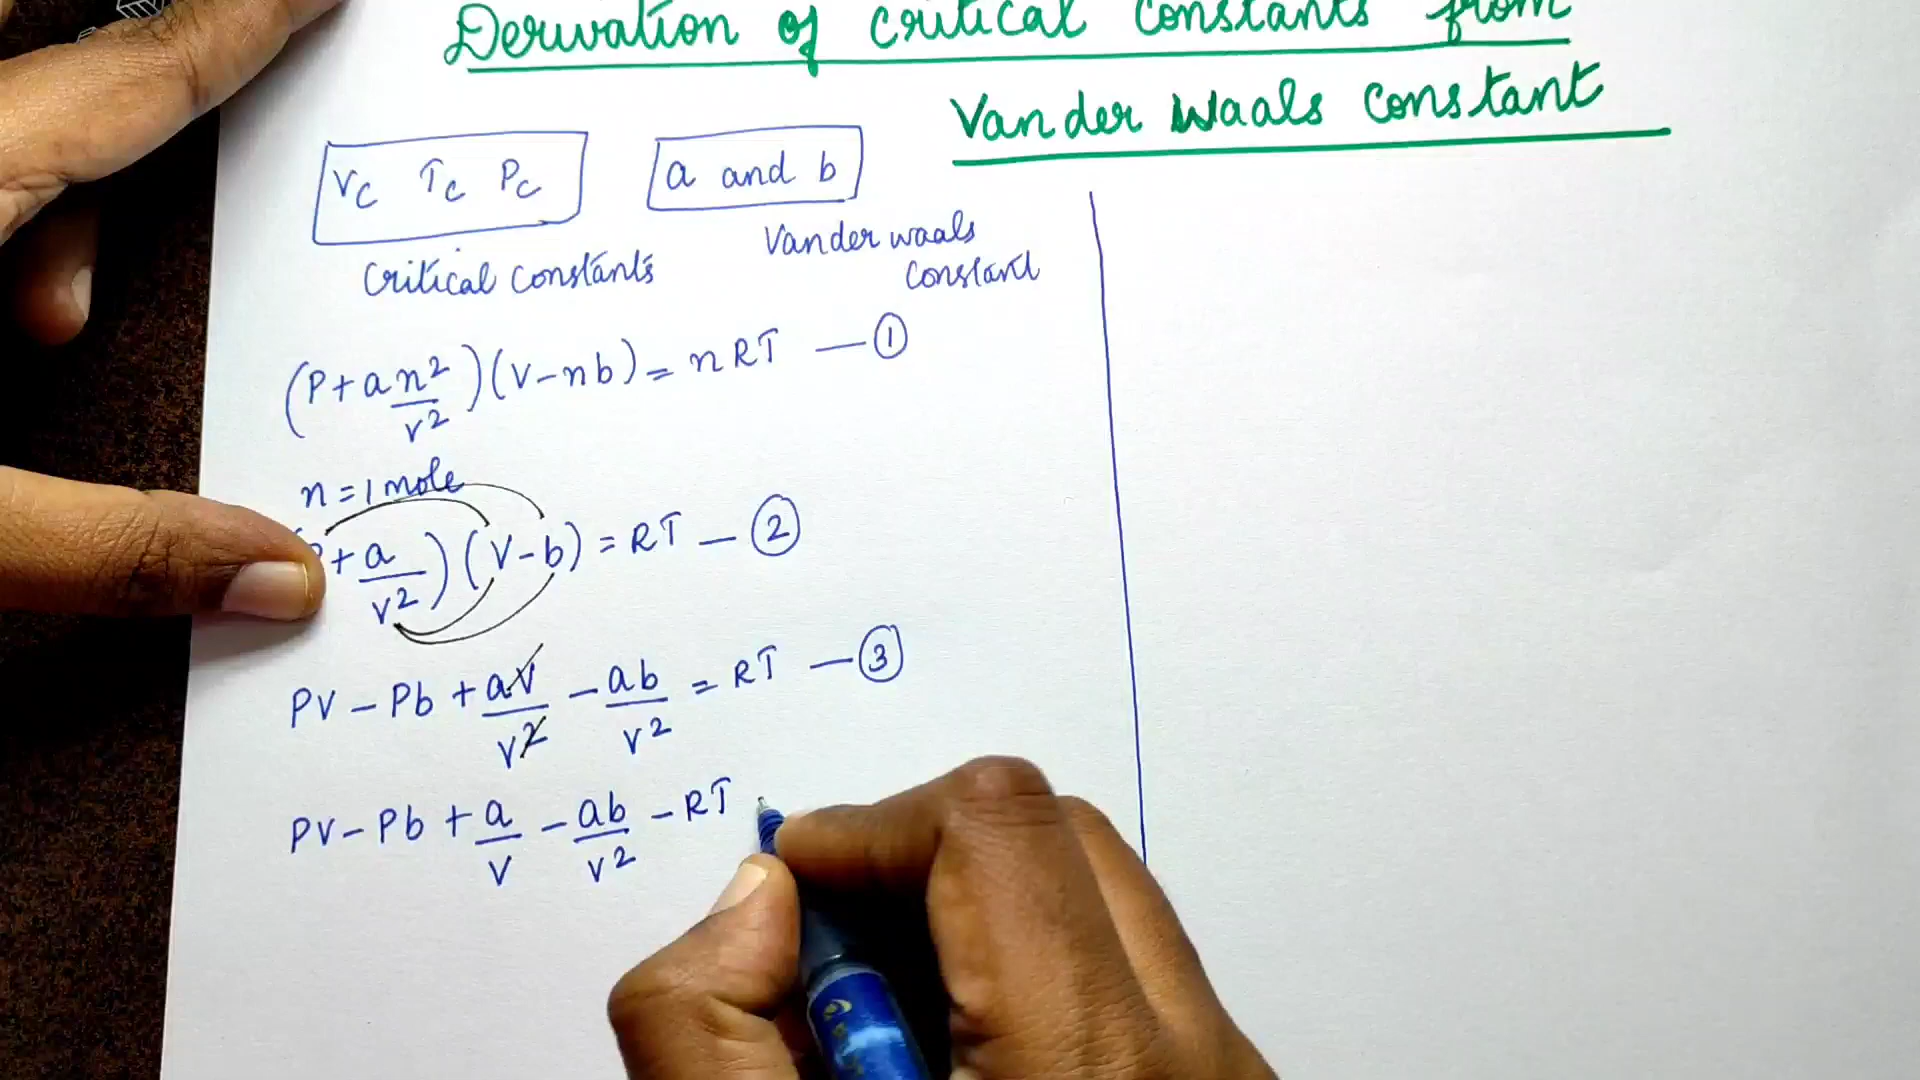 Derivation of critical constants from
Van der Waals constant
Vc Tc Pc
a and b
Critical constants
Vander waals
constant
(P + an²/V²)(V - nb) = nRT — ①
n = 1 mole
+ a/V²)(V - b) = RT — ②
PV - Pb + aV/V² - ab/V² = RT — ③
PV - Pb + a/V - ab/V² - RT